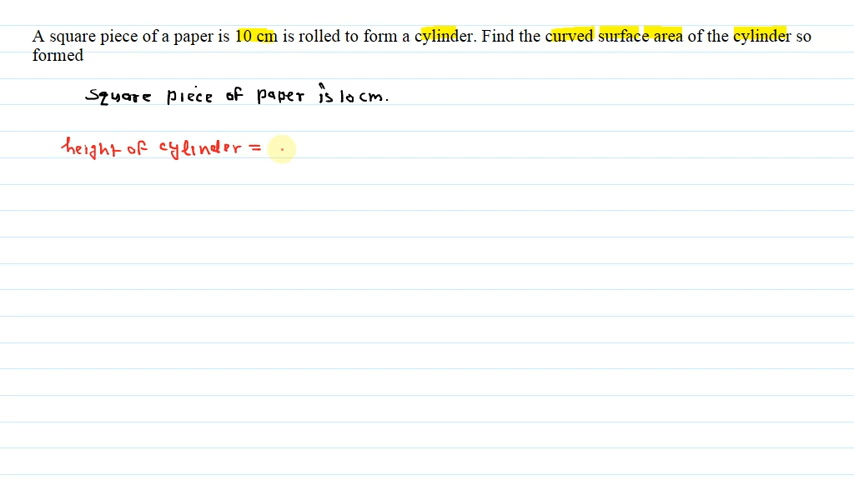 A square piece of a paper is 10 cm is rolled to form a cylinder. Find the curved surface area of the cylinder so
formed
Square piece of paper is 10 cm.
height of cylinder =